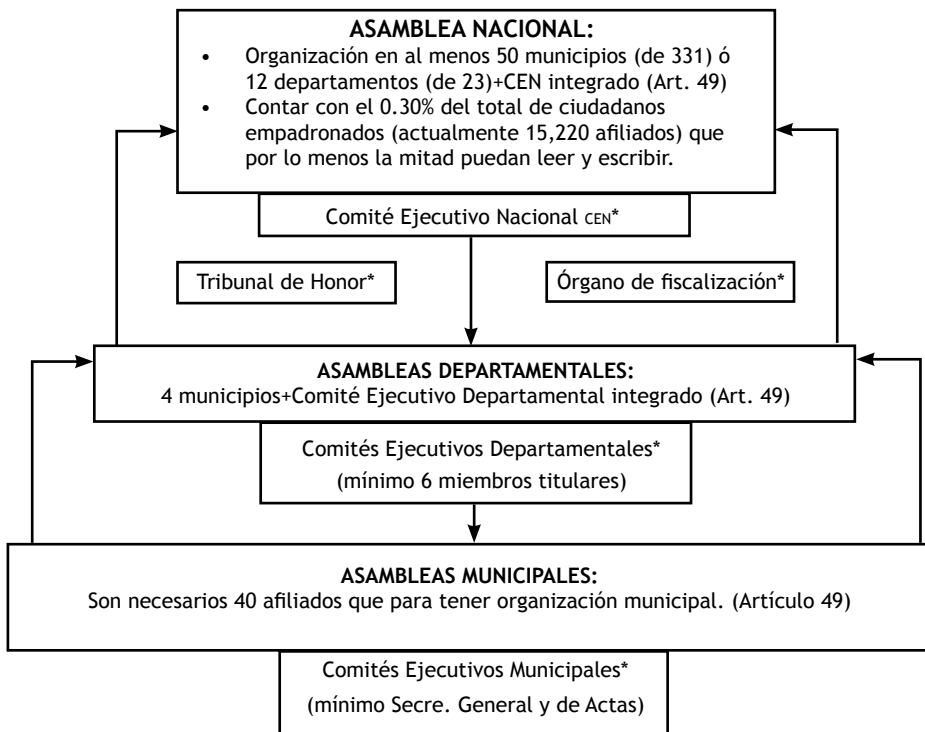 ASAMBLEA NACIONAL:
• Organización en al menos 50 municipios (de 331) ó
12 departamentos (de 23)+CEN integrado (Art. 49)
• Contar con el 0.30% del total de ciudadanos
empadronados (actualmente 15,220 afiliados) que
por lo menos la mitad puedan leer y escribir.
Comité Ejecutivo Nacional CEN*
Tribunal de Honor*
Órgano de fiscalización*
ASAMBLEAS DEPARTAMENTALES:
4 municipios+Comité Ejecutivo Departamental integrado (Art. 49)
Comités Ejecutivos Departamentales*
(mínimo 6 miembros titulares)
ASAMBLEAS MUNICIPALES:
Son necesarios 40 afiliados que para tener organización municipal. (Artículo 49)
Comités Ejecutivos Municipales*
(mínimo Secre. General y de Actas)